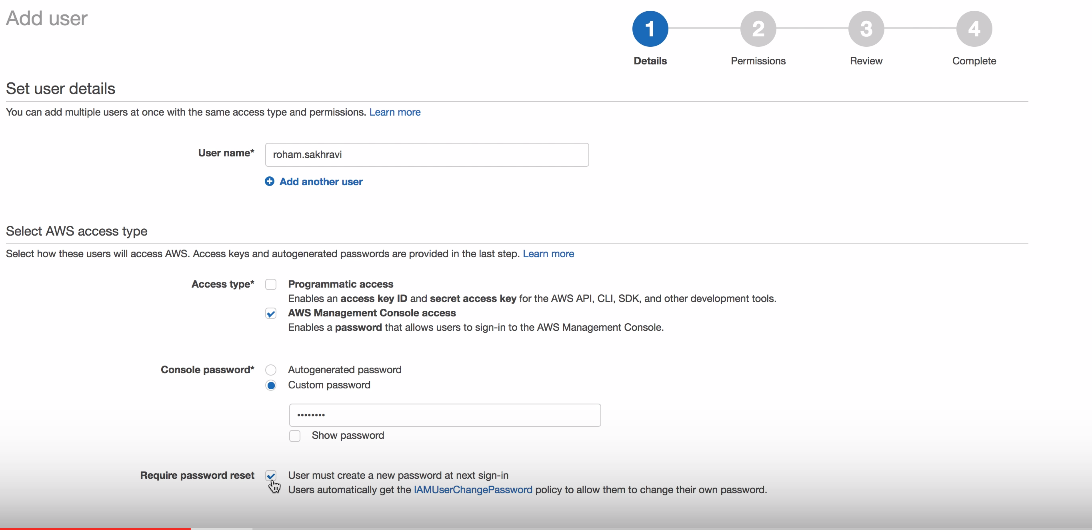 Add user
1
2
3
4
Details
Permissions
Review
Complete
Set user details
You can add multiple users at once with the same access type and permissions. Learn more
User name*
roham.sakhravi
Add another user
Select AWS access type
Select how these users will access AWS. Access keys and autogenerated passwords are provided in the last step. Learn more
Access type*
Programmatic access
Enables an access key ID and secret access key for the AWS API, CLI, SDK, and other development tools.
AWS Management Console access
Enables a password that allows users to sign-in to the AWS Management Console.
Console password*
Autogenerated password
Custom password
••••••••
Show password
Require password reset
User must create a new password at next sign-in
Users automatically get the IAMUserChangePassword policy to allow them to change their own password.